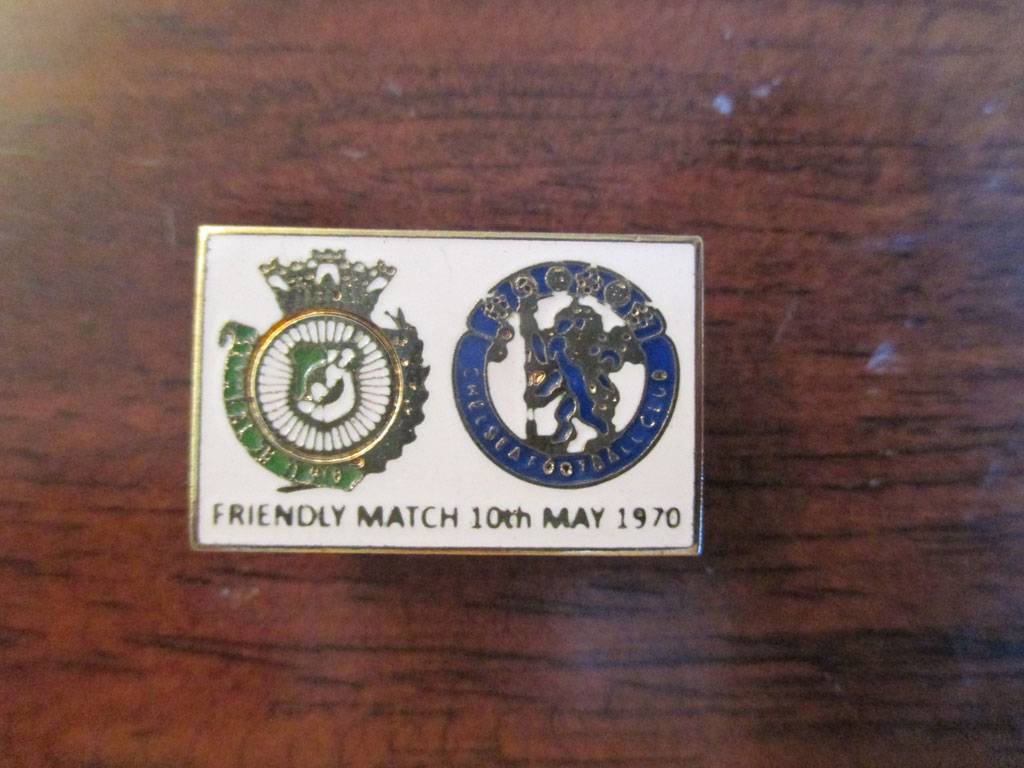 CHELSEA FOOTBALL CLUB
FRIENDLY MATCH 10th MAY 1970